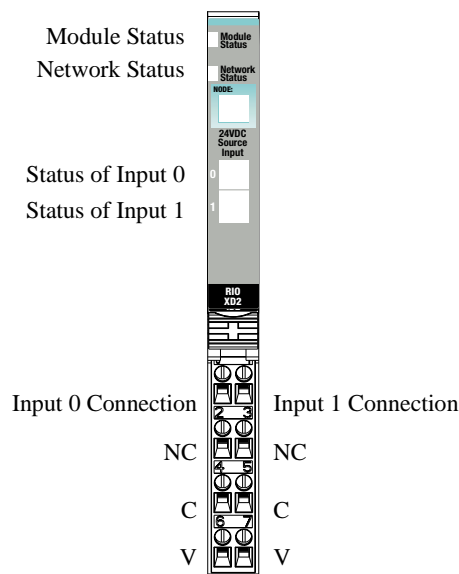 Module Status
Module
Status
Network Status
Network
Status
NODE:
24VDC
Source
Input
Status of Input 0
0
Status of Input 1
1
RIO
XD2
Input 0 Connection
Input 1 Connection
2 3
NC
NC
4 5
C
C
6 7
V
V